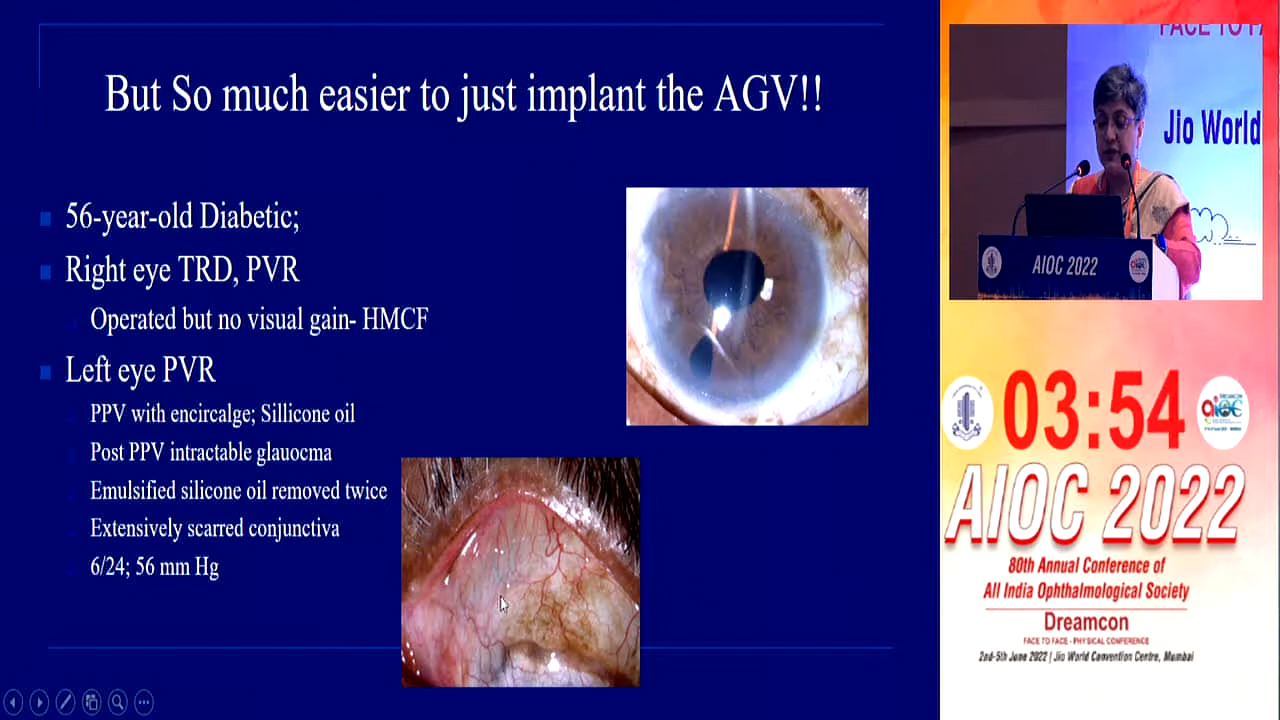 But So much easier to just implant the AGV!!
56-year-old Diabetic;
Right eye TRD, PVR
Operated but no visual gain- HMCF
Left eye PVR
PPV with encircalge; Sillicone oil
Post PPV intractable glauocma
Emulsified silicone oil removed twice
Extensively scarred conjunctiva
6/24; 56 mm Hg
Jio World
AIOC 2022
03:54
AIOC 2022
80th Annual Conference of
All India Ophthalmological Society
Dreamcon
FACE TO FACE - PHYSICAL CONFERENCE
2nd-5th June 2022 | Jio World Convention Centre, Mumbai